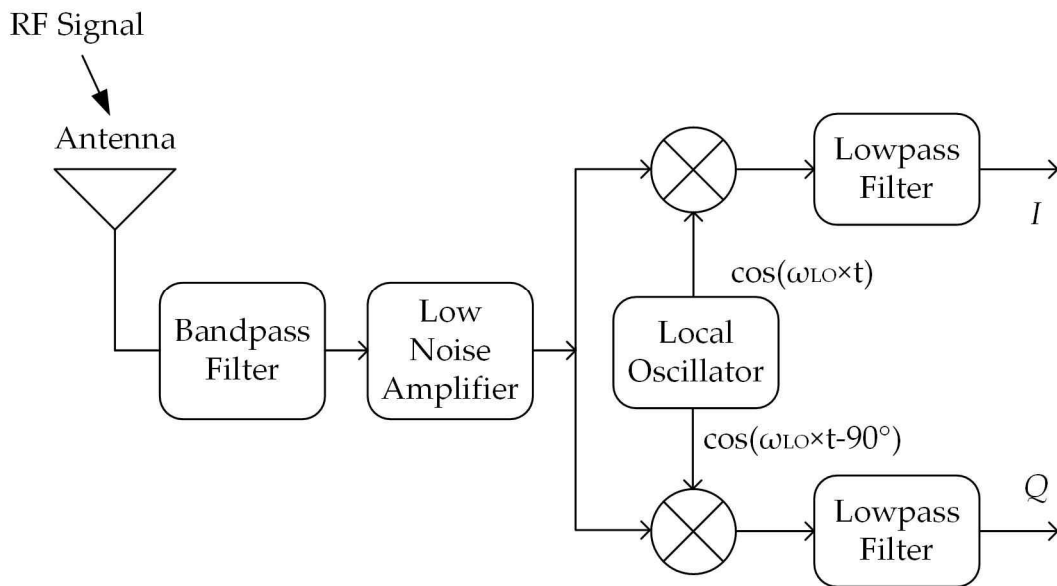 RF Signal
Antenna
Bandpass
Filter
Low
Noise
Amplifier
cos(ωLO×t)
Local
Oscillator
cos(ωLO×t-90°)
Lowpass
Filter
I
Lowpass
Filter
Q